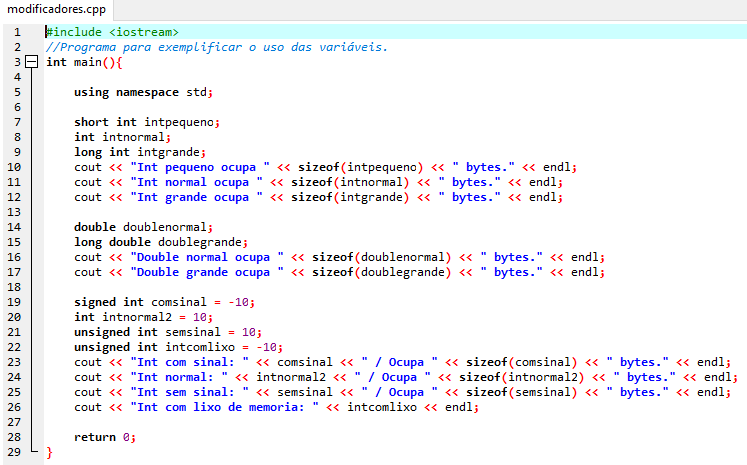 modificadores.cpp
1 #include <iostream>
2 //Programa para exemplificar o uso das variáveis.
3 int main(){
4
5 using namespace std;
6
7 short int intpequeno;
8 int intnormal;
9 long int intgrande;
10 cout << "Int pequeno ocupa " << sizeof(intpequeno) << " bytes." << endl;
11 cout << "Int normal ocupa " << sizeof(intnormal) << " bytes." << endl;
12 cout << "Int grande ocupa " << sizeof(intgrande) << " bytes." << endl;
13
14 double doublenormal;
15 long double doublegrande;
16 cout << "Double normal ocupa " << sizeof(doublenormal) << " bytes." << endl;
17 cout << "Double grande ocupa " << sizeof(doublegrande) << " bytes." << endl;
18
19 signed int comsinal = -10;
20 int intnormal2 = 10;
21 unsigned int semsinal = 10;
22 unsigned int intcomlixo = -10;
23 cout << "Int com sinal: " << comsinal << " / Ocupa " << sizeof(comsinal) << " bytes." << endl;
24 cout << "Int normal: " << intnormal2 << " / Ocupa " << sizeof(intnormal2) << " bytes." << endl;
25 cout << "Int sem sinal: " << semsinal << " / Ocupa " << sizeof(semsinal) << " bytes." << endl;
26 cout << "Int com lixo de memoria: " << intcomlixo << endl;
27
28 return 0;
29 }